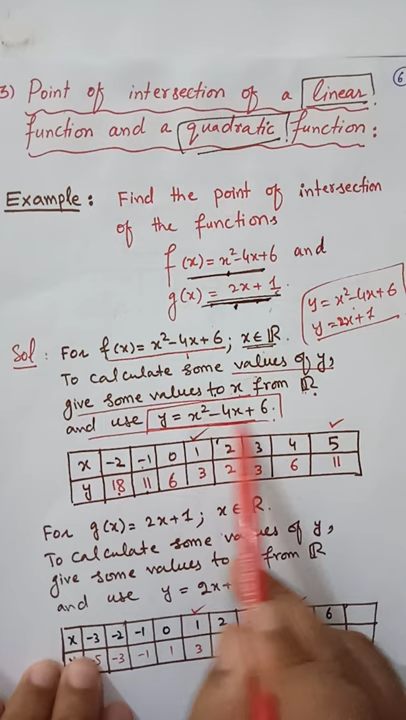 3) Point of intersection of a linear
function and a quadratic function:
6
Example: Find the point of intersection
of the functions
f(x)=x²-4x+6 and
g(x) = 2x+1.
y=x²-4x+6
y=2x+1
Sol: For f(x)=x²-4x+6; x∈ℝ.
To calculate some values of y,
give some values to x from ℝ
and use y=x²-4x+6.
x -2 -1 0 1 2 3 4 5
y 18 11 6 3 2 3 6 11
For g(x)=2x+1; x∈ℝ.
To calculate some of y,
give some values to from ℝ
and use y=2x+
x -3 -2 -1 0 1 2 6
-5 -3 -1 1 3